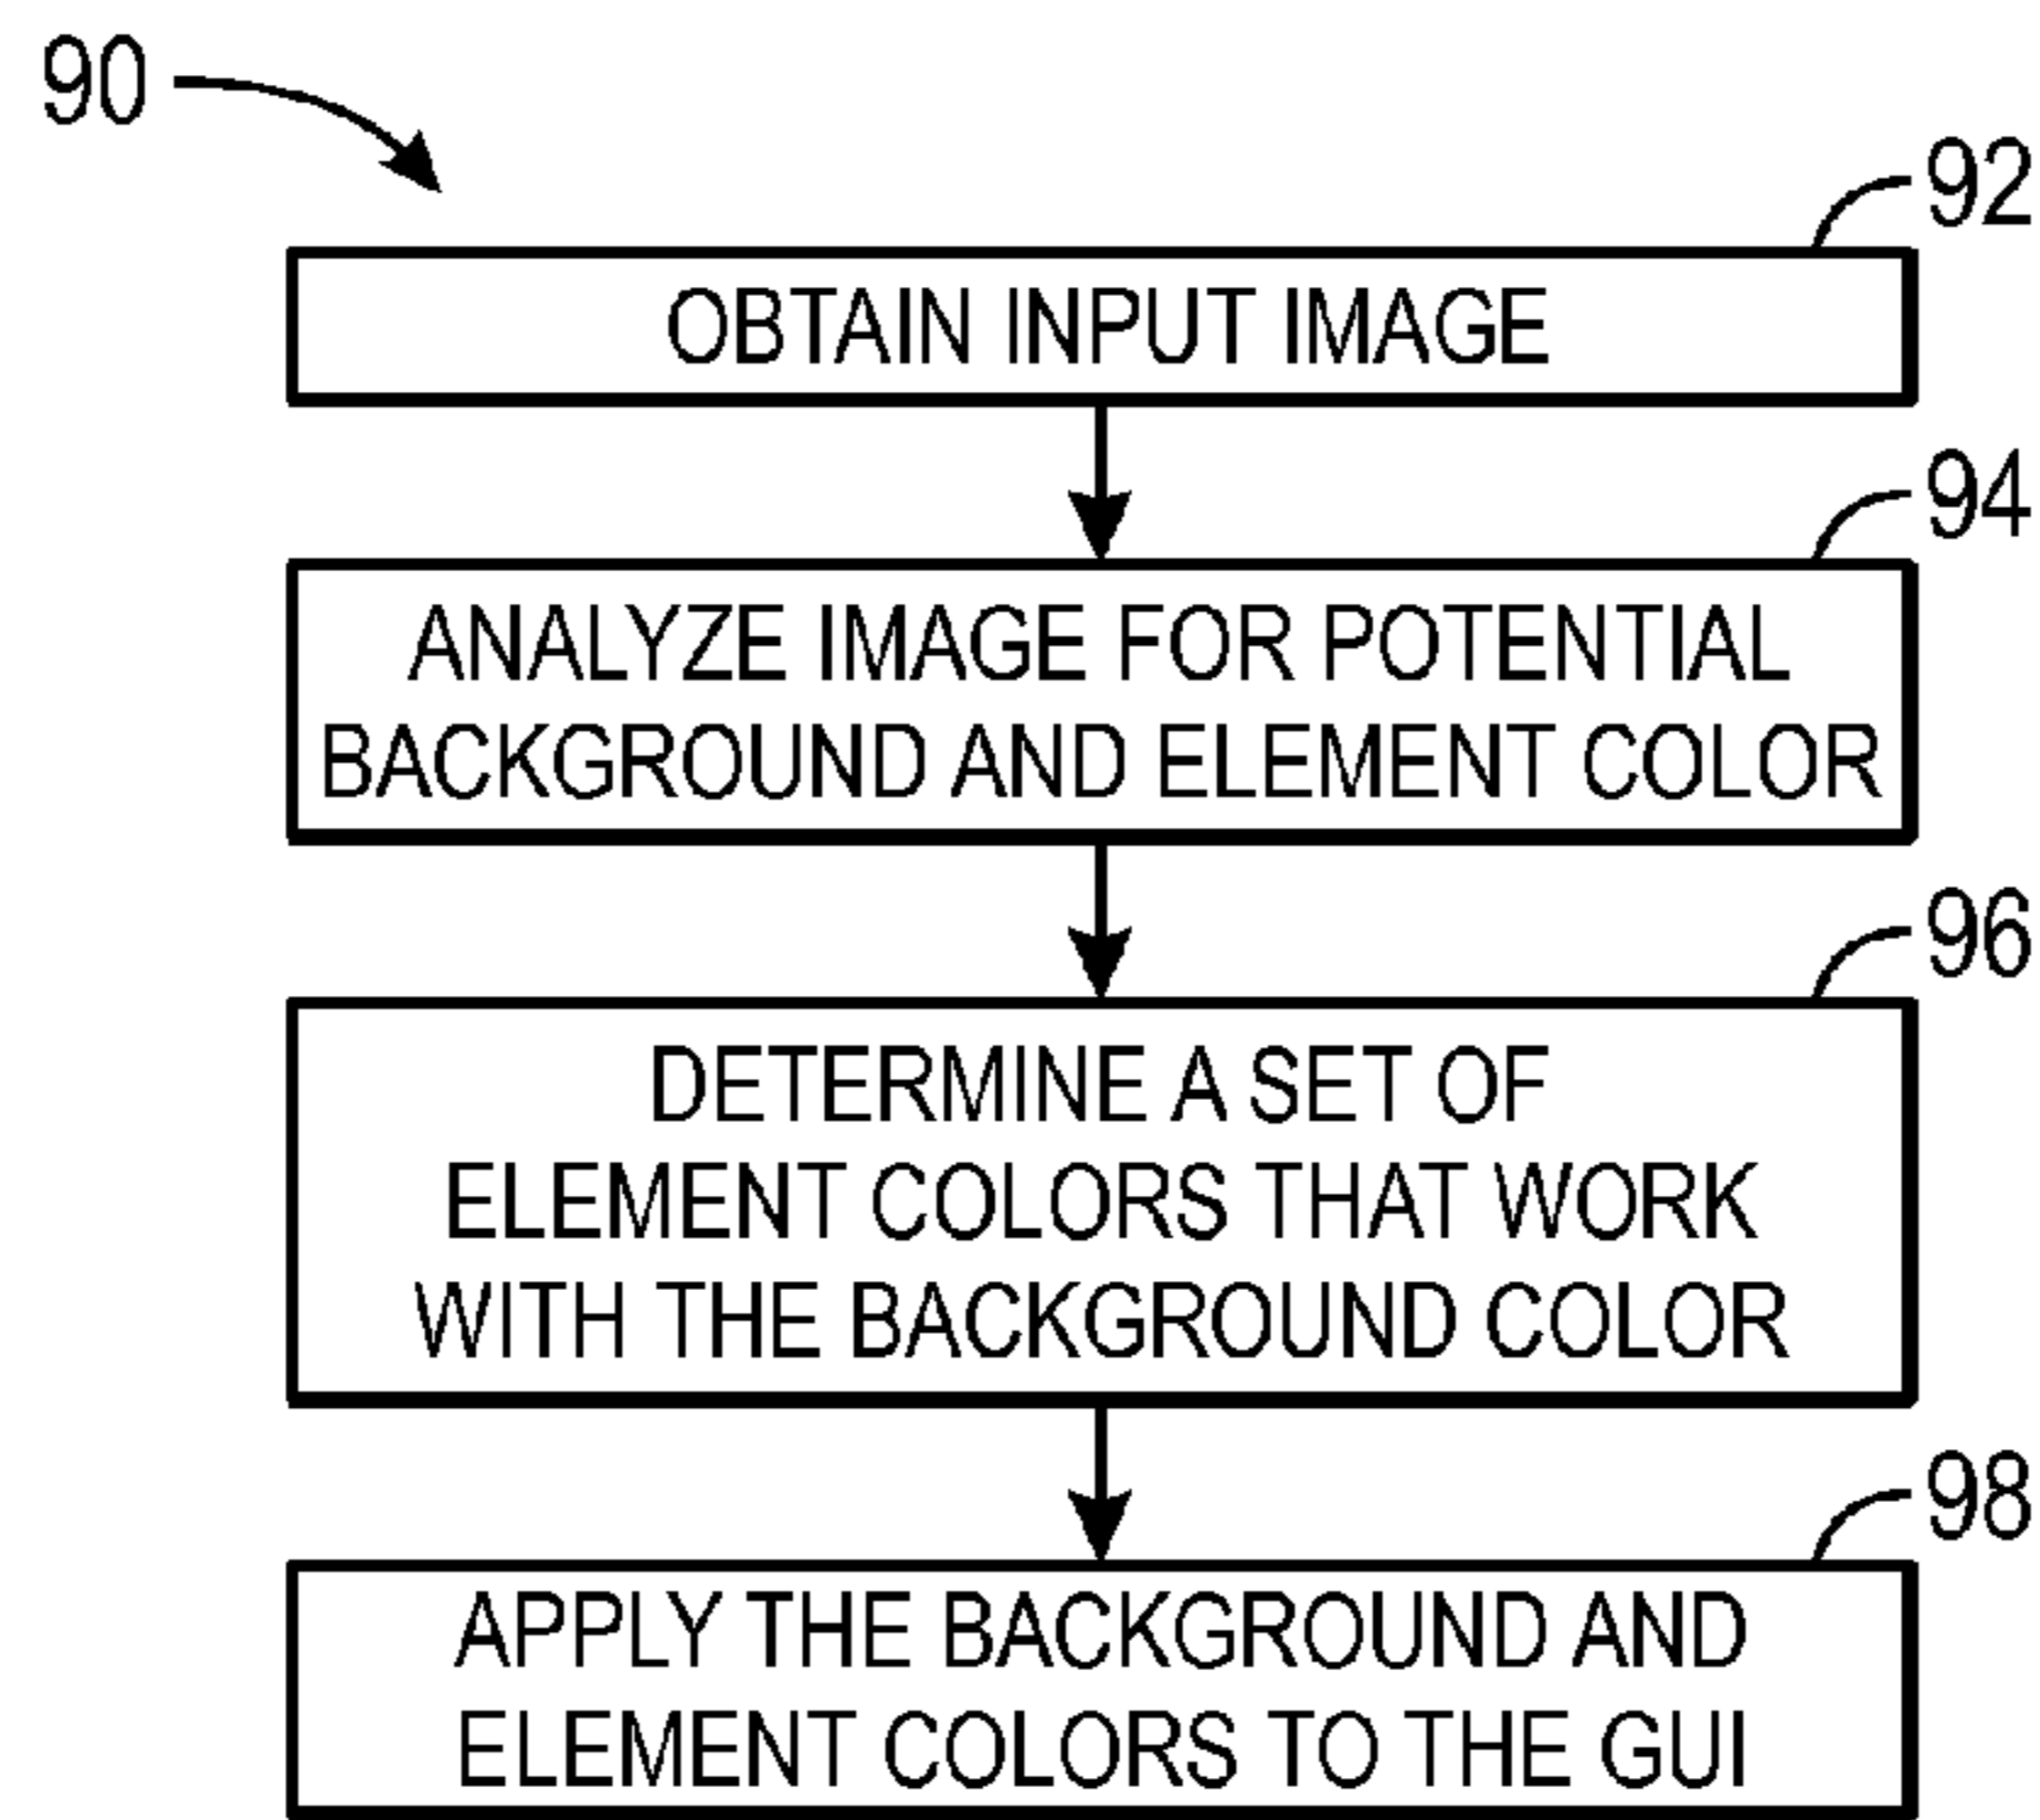 90
92
OBTAIN INPUT IMAGE
94
ANALYZE IMAGE FOR POTENTIAL
BACKGROUND AND ELEMENT COLOR
96
DETERMINE A SET OF
ELEMENT COLORS THAT WORK
WITH THE BACKGROUND COLOR
98
APPLY THE BACKGROUND AND
ELEMENT COLORS TO THE GUI